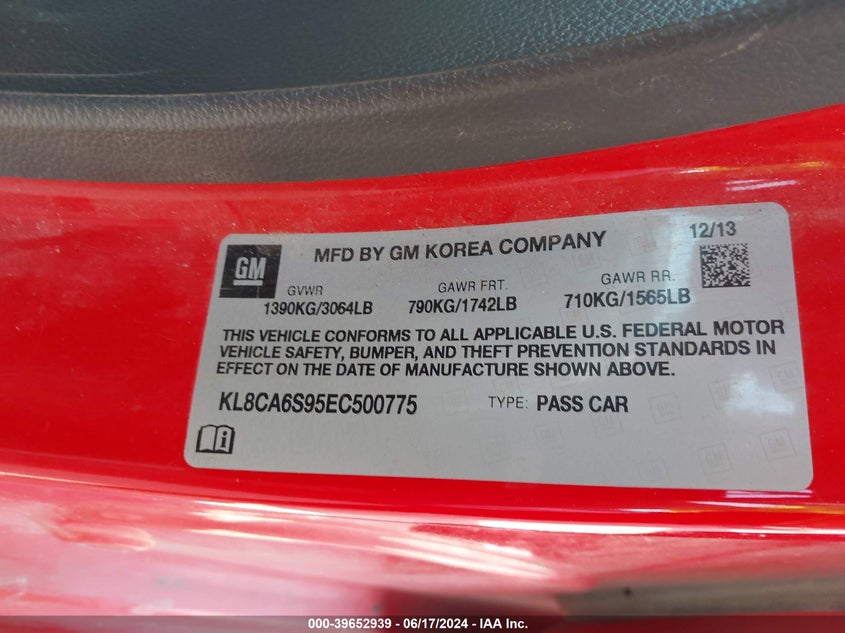 GM
MFD BY GM KOREA COMPANY
12/13
GVWR
GAWR FRT.
GAWR RR.
1390KG/3064LB
790KG/1742LB
710KG/1565LB
THIS VEHICLE CONFORMS TO ALL APPLICABLE U.S. FEDERAL MOTOR
VEHICLE SAFETY, BUMPER, AND THEFT PREVENTION STANDARDS IN
EFFECT ON THE DATE OF MANUFACTURE SHOWN ABOVE.
KL8CA6S95EC500775
TYPE: PASS CAR
000-39652939 - 06/17/2024 - IAA Inc.